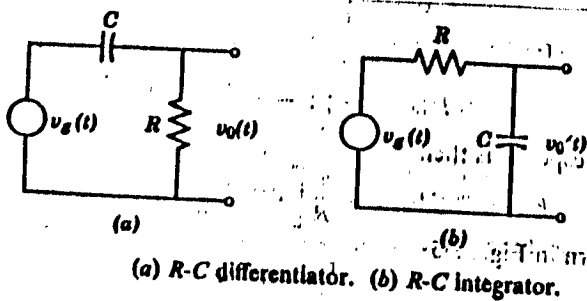 C
R
v_g(t)
R
v_0(t)
v_g(t)
C
v_0(t)
(a)
(b)
(a) R-C differentiator. (b) R-C integrator.